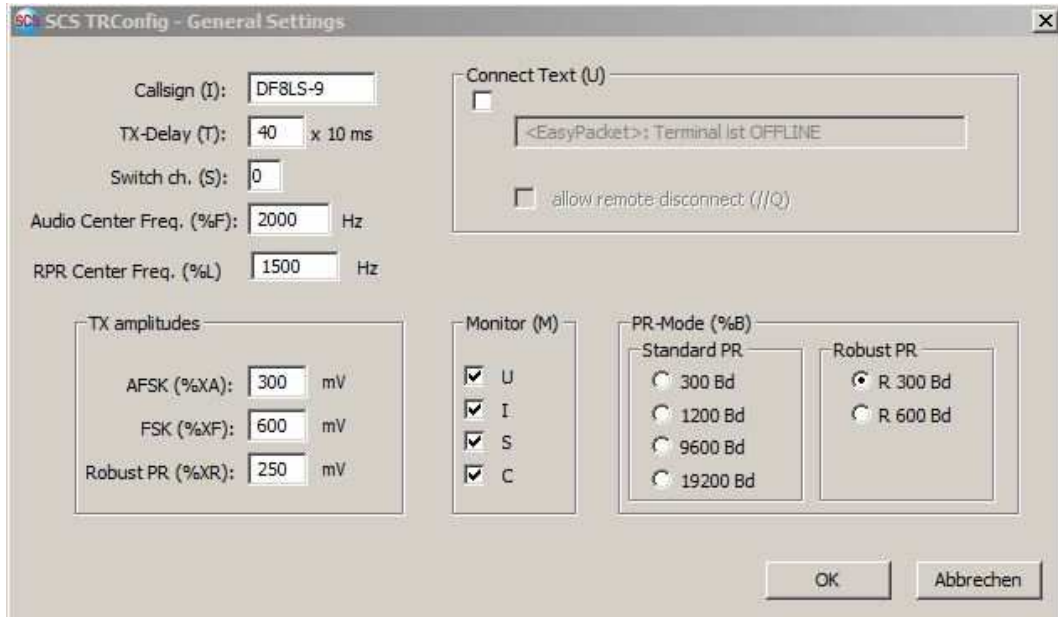 SCS TRConfig - General Settings
Callsign (I): DF8LS-9
TX-Delay (T): 40 x 10 ms
Switch ch. (S): 0
Audio Center Freq. (%F): 2000 Hz
RPR Center Freq. (%L) 1500 Hz
Connect Text (U)
<EasyPacket>: Terminal ist OFFLINE
allow remote disconnect (//Q)
TX amplitudes
AFSK (%XA): 300 mV
FSK (%XF): 600 mV
Robust PR (%XR): 250 mV
Monitor (M)
U
I
S
C
PR-Mode (%B)
Standard PR
300 Bd
1200 Bd
9600 Bd
19200 Bd
Robust PR
R 300 Bd
R 600 Bd
OK
Abbrechen